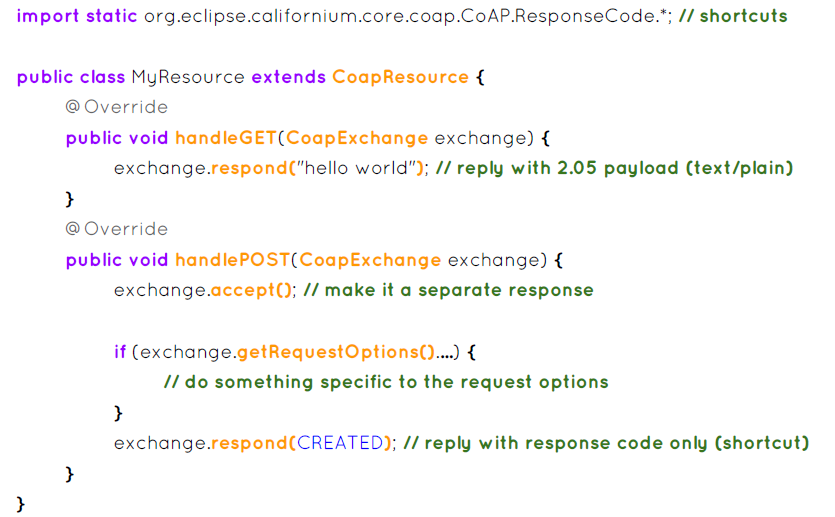 import static org.eclipse.californium.core.coap.CoAP.ResponseCode.*; // shortcuts
public class MyResource extends CoapResource {
@Override
public void handleGET(CoapExchange exchange) {
exchange.respond("hello world"); // reply with 2.05 payload (text/plain)
}
@Override
public void handlePOST(CoapExchange exchange) {
exchange.accept(); // make it a separate response
if (exchange.getRequestOptions()....) {
// do something specific to the request options
}
exchange.respond(CREATED); // reply with response code only (shortcut)
}
}